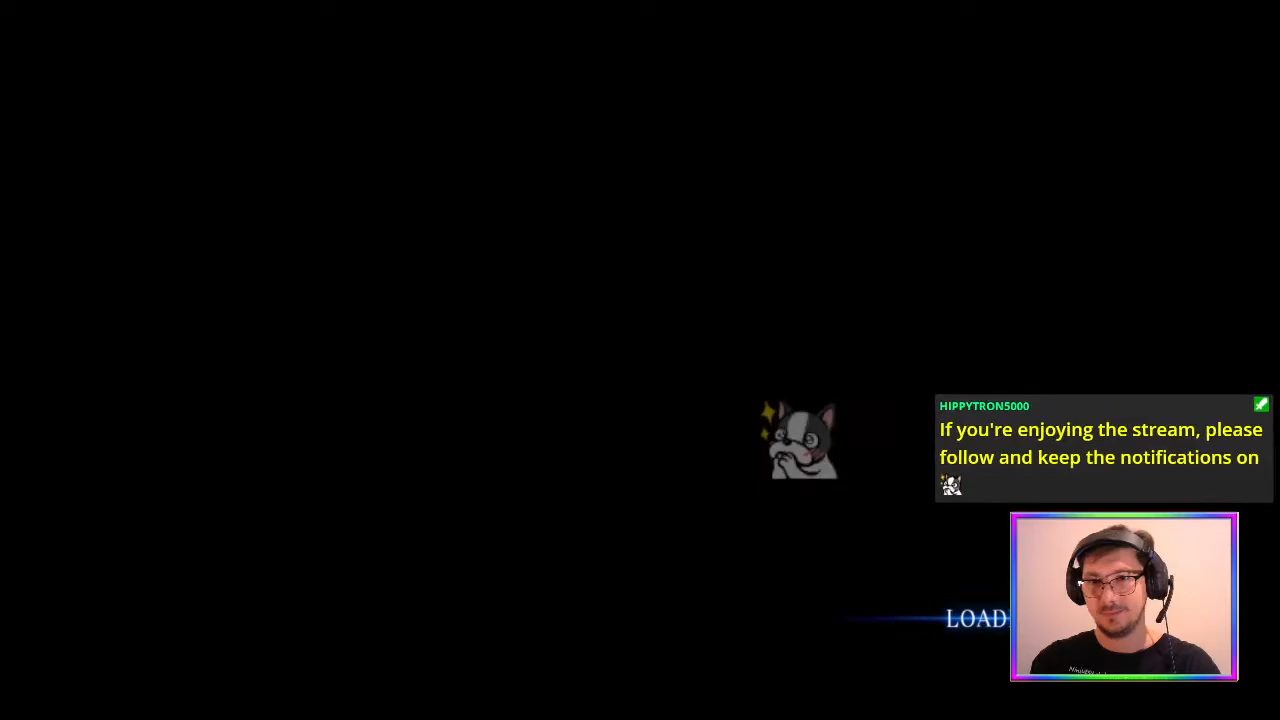 HIPPYTRON5000
If you're enjoying the stream, please
follow and keep the notifications on
LOAD